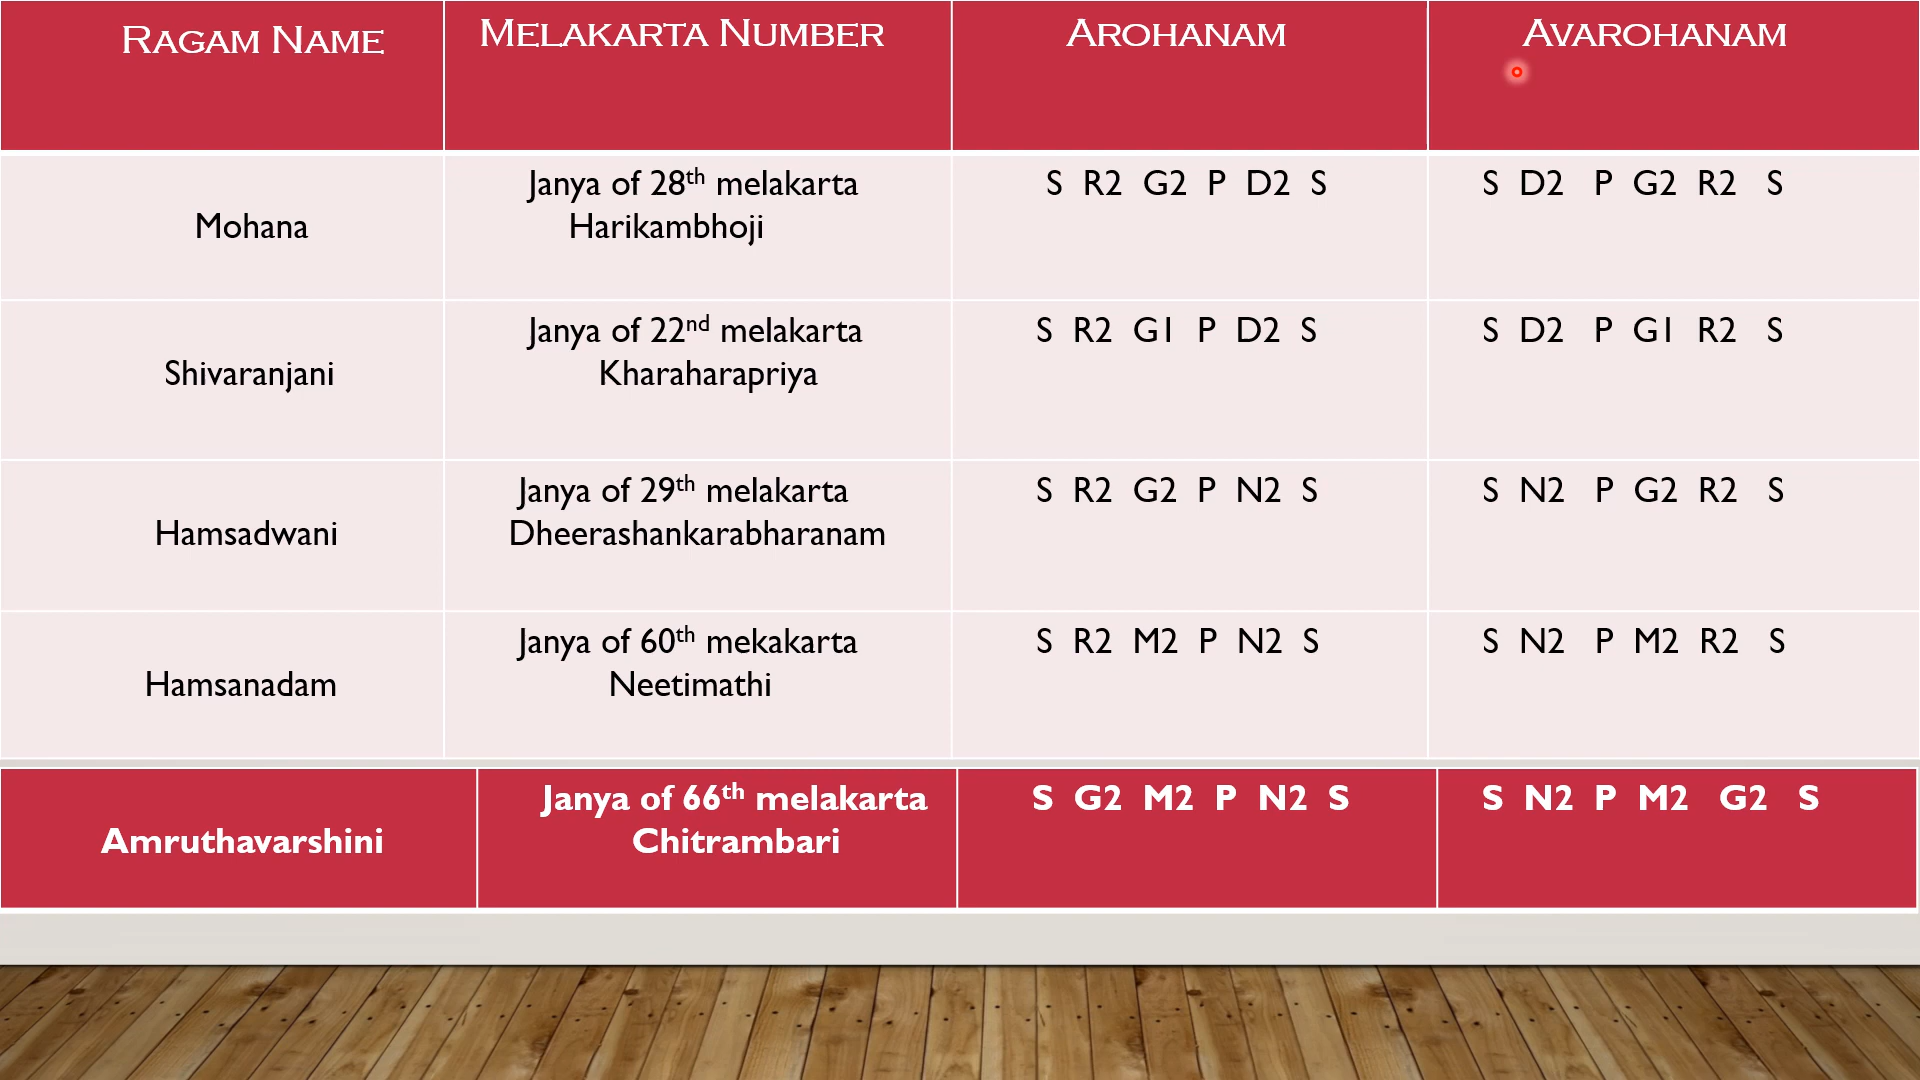 RAGAM NAME
MELAKARTA NUMBER
AROHANAM
AVAROHANAM
Mohana
Janya of 28th melakarta
Harikambhoji
S R2 G2 P D2 S
S D2 P G2 R2 S
Shivaranjani
Janya of 22nd melakarta
Kharaharapriya
S R2 G1 P D2 S
S D2 P G1 R2 S
Hamsadwani
Janya of 29th melakarta
Dheerashankarabharanam
S R2 G2 P N2 S
S N2 P G2 R2 S
Hamsanadam
Janya of 60th mekakarta
Neetimathi
S R2 M2 P N2 S
S N2 P M2 R2 S
Amruthavarshini
Janya of 66th melakarta
Chitrambari
S G2 M2 P N2 S
S N2 P M2 G2 S